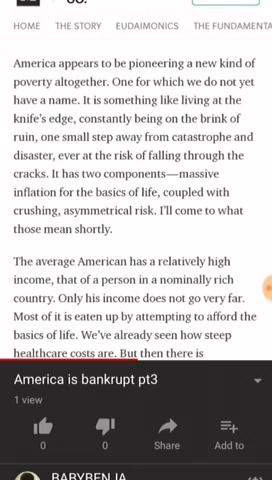 co.
HOME THE STORY EUDAIMONICS THE FUNDAMENTA
America appears to be pioneering a new kind of
poverty altogether. One for which we do not yet
have a name. It is something like living at the
knife's edge, constantly being on the brink of
ruin, one small step away from catastrophe and
disaster, ever at the risk of falling through the
cracks. It has two components—massive
inflation for the basics of life, coupled with
crushing, asymmetrical risk. I'll come to what
those mean shortly.
The average American has a relatively high
income, that of a person in a nominally rich
country. Only his income does not go very far.
Most of it is eaten up by attempting to afford the
basics of life. We've already seen how steep
healthcare costs are. But then there is
America is bankrupt pt3
1 view
0 0 Share Add to
BABYBENJA